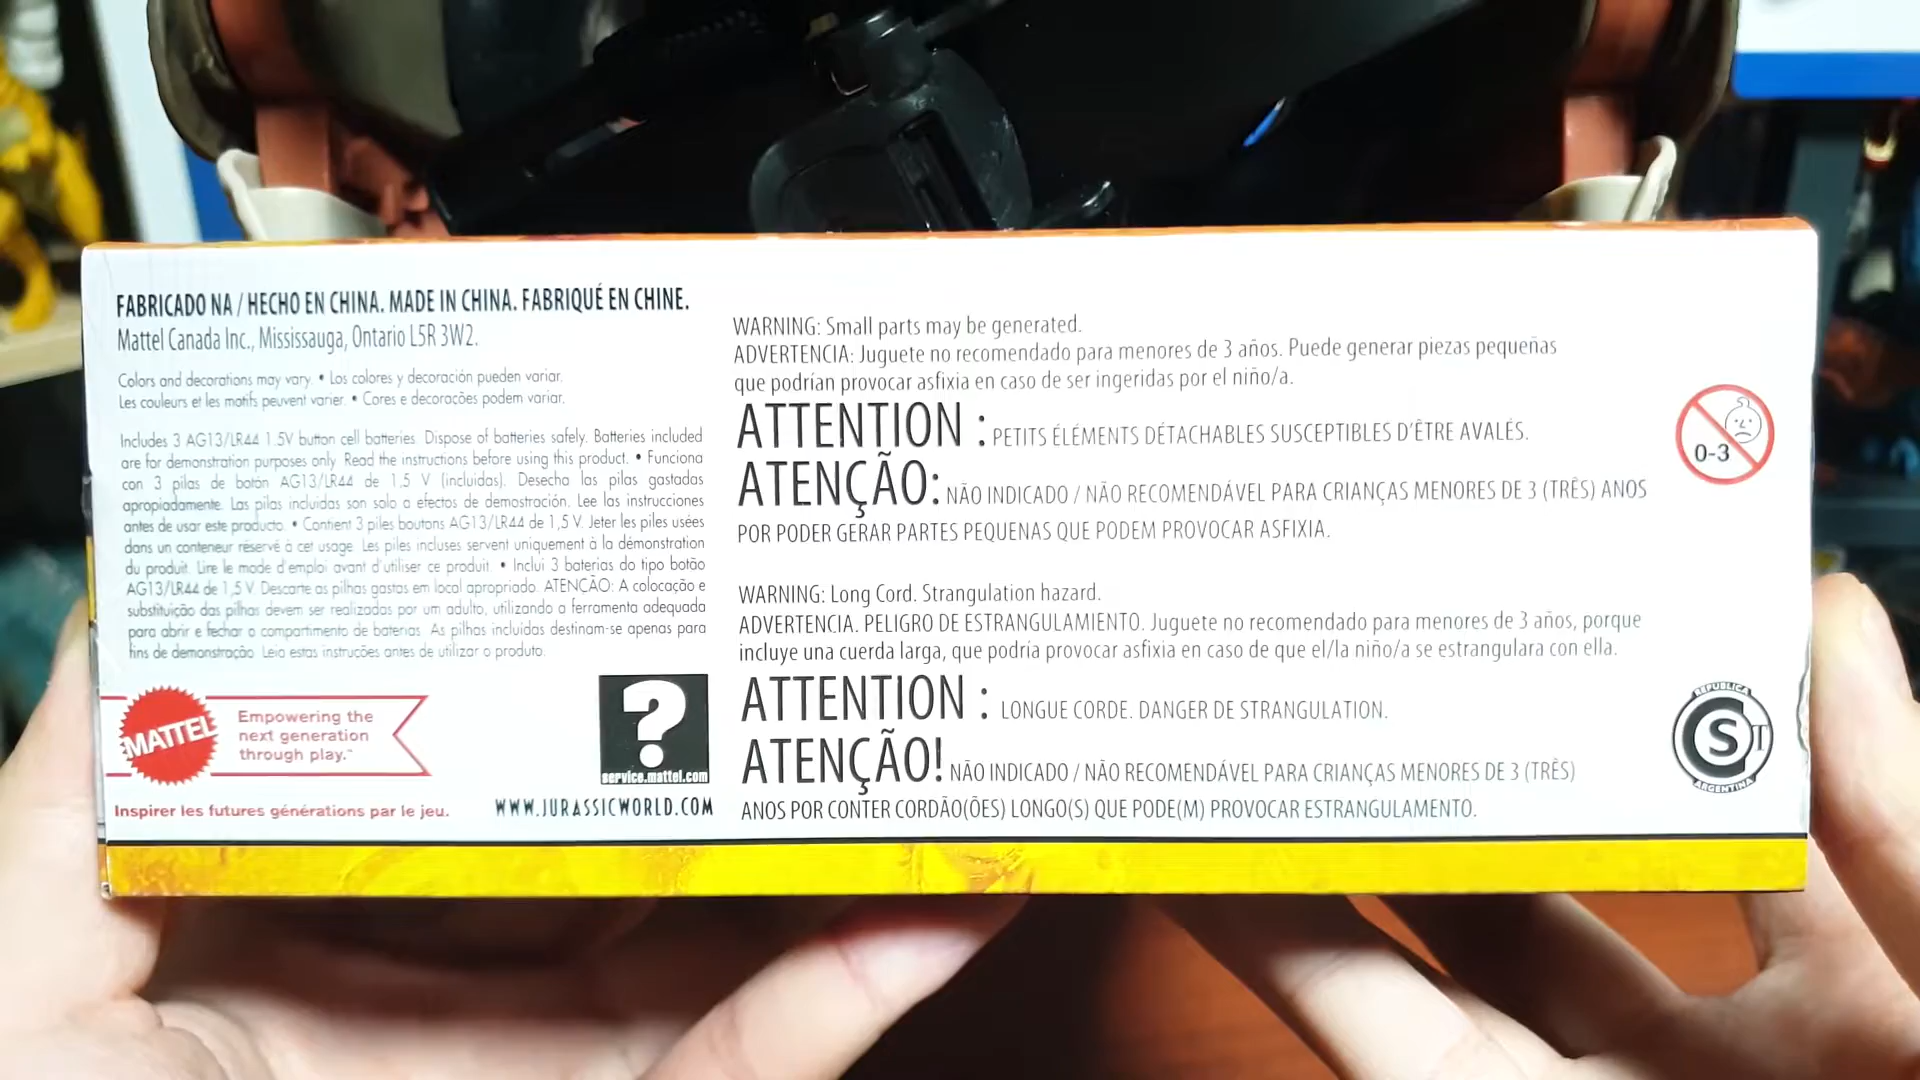 FABRICADO NA / HECHO EN CHINA. MADE IN CHINA. FABRIQUÉ EN CHINE.
Mattel Canada Inc., Mississauga, Ontario L5R 3W2.
Colors and decorations may vary. • Los colores y decoración pueden variar.
Les couleurs et les motifs peuvent varier. • Cores e decorações podem variar.
Includes 3 AG13/LR44 1.5V button cell batteries. Dispose of batteries safely. Batteries included
are for demonstration purposes only. Read the instructions before using this product. • Funciona
con 3 pilas de botón AG13/LR44 de 1,5 V (incluidas). Desecha las pilas gastadas
apropiadamente. Las pilas incluidas son solo a efectos de demostración. Lee las instrucciones
antes de usar este producto. • Contient 3 piles boutons AG13/LR44 de 1,5 V. Jeter les piles usées
dans un conteneur réservé à cet usage. Les piles incluses servent uniquement à la démonstration
du produit. Lire le mode d'emploi avant d'utiliser ce produit. • Inclui 3 baterias do tipo botão
AG13/LR44 de 1,5 V. Descarte as pilhas gastas em local apropriado. ATENÇÃO: A colocação e
substituição das pilhas devem ser realizadas por um adulto, utilizando a ferramenta adequada
para abrir e fechar o compartimento de baterias. As pilhas incluídas destinam-se apenas para
fins de demonstração. Leia estas instruções antes de utilizar o produto.
MATTEL
Empowering the
next generation
through play.™
Inspirer les futures générations par le jeu.
?
service.mattel.com
WWW.JURASSICWORLD.COM
WARNING: Small parts may be generated.
ADVERTENCIA: Juguete no recomendado para menores de 3 años. Puede generar piezas pequeñas
que podrían provocar asfixia en caso de ser ingeridas por el niño/a.
ATTENTION : PETITS ÉLÉMENTS DÉTACHABLES SUSCEPTIBLES D'ÊTRE AVALÉS.
ATENÇÃO: NÃO INDICADO / NÃO RECOMENDÁVEL PARA CRIANÇAS MENORES DE 3 (TRÊS) ANOS
POR PODER GERAR PARTES PEQUENAS QUE PODEM PROVOCAR ASFIXIA.
WARNING: Long Cord. Strangulation hazard.
ADVERTENCIA. PELIGRO DE ESTRANGULAMIENTO. Juguete no recomendado para menores de 3 años, porque
incluye una cuerda larga, que podría provocar asfixia en caso de que el/la niño/a se estrangulara con ella.
ATTENTION : LONGUE CORDE. DANGER DE STRANGULATION.
ATENÇÃO! NÃO INDICADO / NÃO RECOMENDÁVEL PARA CRIANÇAS MENORES DE 3 (TRÊS)
ANOS POR CONTER CORDÃO(ÕES) LONGO(S) QUE PODE(M) PROVOCAR ESTRANGULAMENTO.
0-3
REPUBLICA
S
ARGENTINA